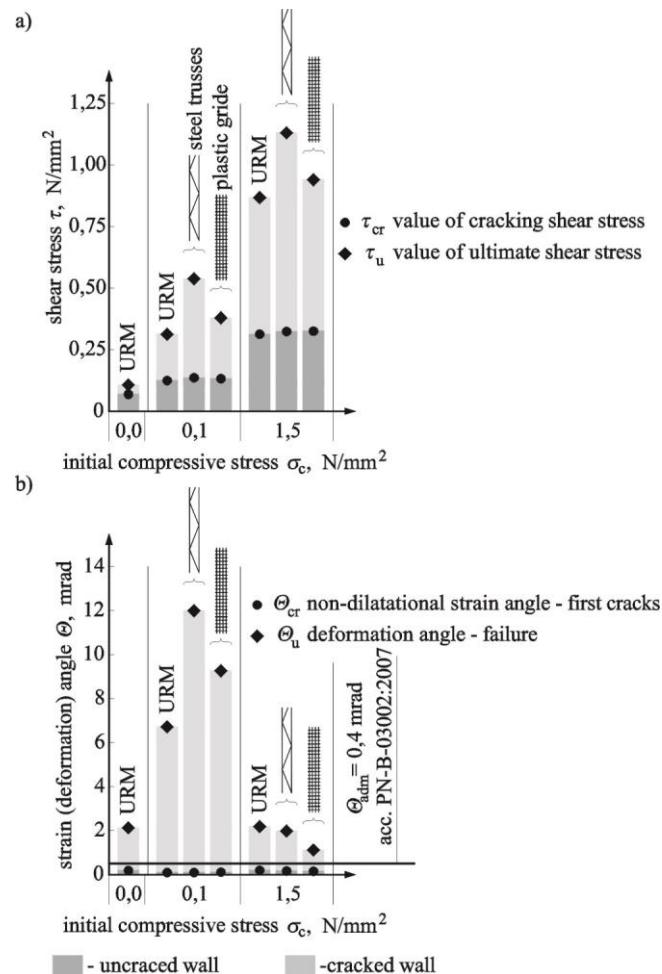 a)
steel trusses
plastic gride
1,25
1,00
0,75
0,50
0,25
0
shear stress τ, N/mm²
URM
URM
URM
τcr value of cracking shear stress
τu value of ultimate shear stress
0,0
0,1
1,5
initial compressive stress σc, N/mm²
b)
14
12
10
8
6
4
2
0
strain (deformation) angle Θ, mrad
URM
URM
URM
Θcr non-dilatational strain angle - first cracks
Θu deformation angle - failure
Θadm = 0,4 mrad
acc. PN-B-03002:2007
0,0
0,1
1,5
initial compressive stress σc, N/mm²
- uncraced wall
-cracked wall